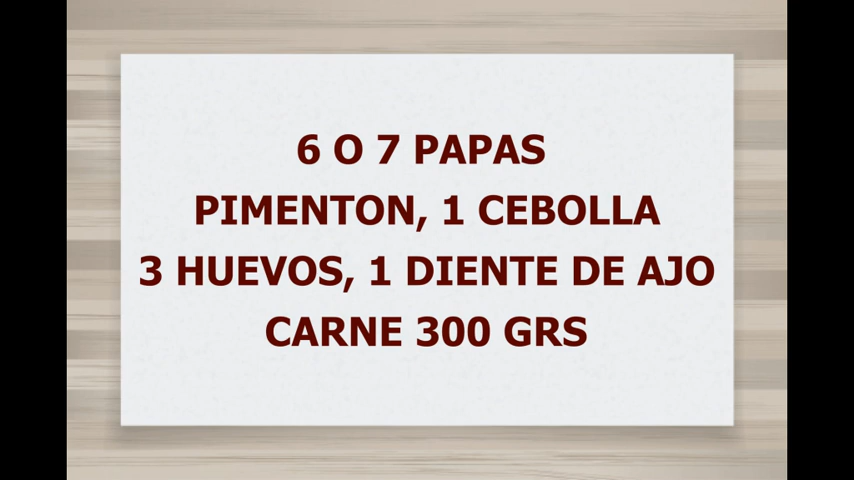 6 O 7 PAPAS
PIMENTON, 1 CEBOLLA
3 HUEVOS, 1 DIENTE DE AJO
CARNE 300 GRS